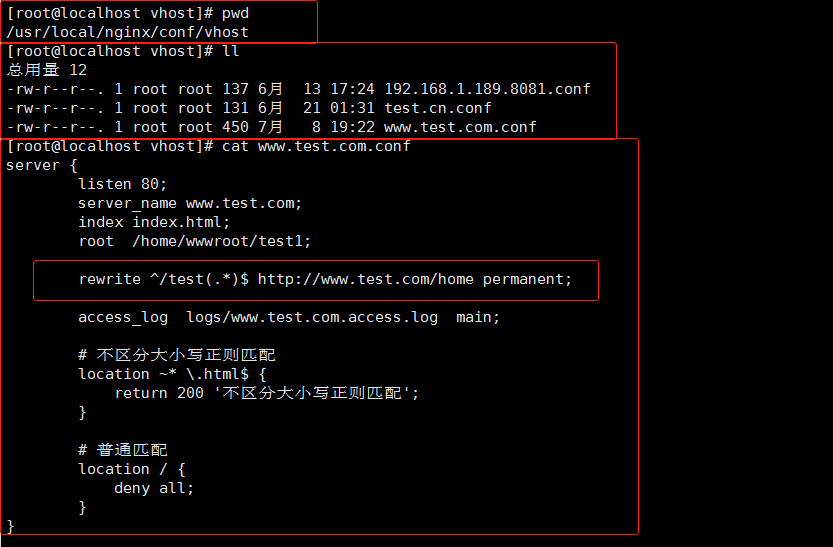 [root@localhost vhost]# pwd
/usr/local/nginx/conf/vhost
[root@localhost vhost]# ll
总用量 12
-rw-r--r--. 1 root root 137 6月  13 17:24 192.168.1.189.8081.conf
-rw-r--r--. 1 root root 131 6月  21 01:31 test.cn.conf
-rw-r--r--. 1 root root 450 7月   8 19:22 www.test.com.conf
[root@localhost vhost]# cat www.test.com.conf
server {
        listen 80;
        server_name www.test.com;
        index index.html;
        root  /home/wwwroot/test1;
        rewrite ^/test(.*)$ http://www.test.com/home permanent;
        access_log  logs/www.test.com.access.log  main;
        # 不区分大小写正则匹配
        location ~* \.html$ {
            return 200 '不区分大小写正则匹配';
        }
        # 普通匹配
        location / {
            deny all;
        }
}